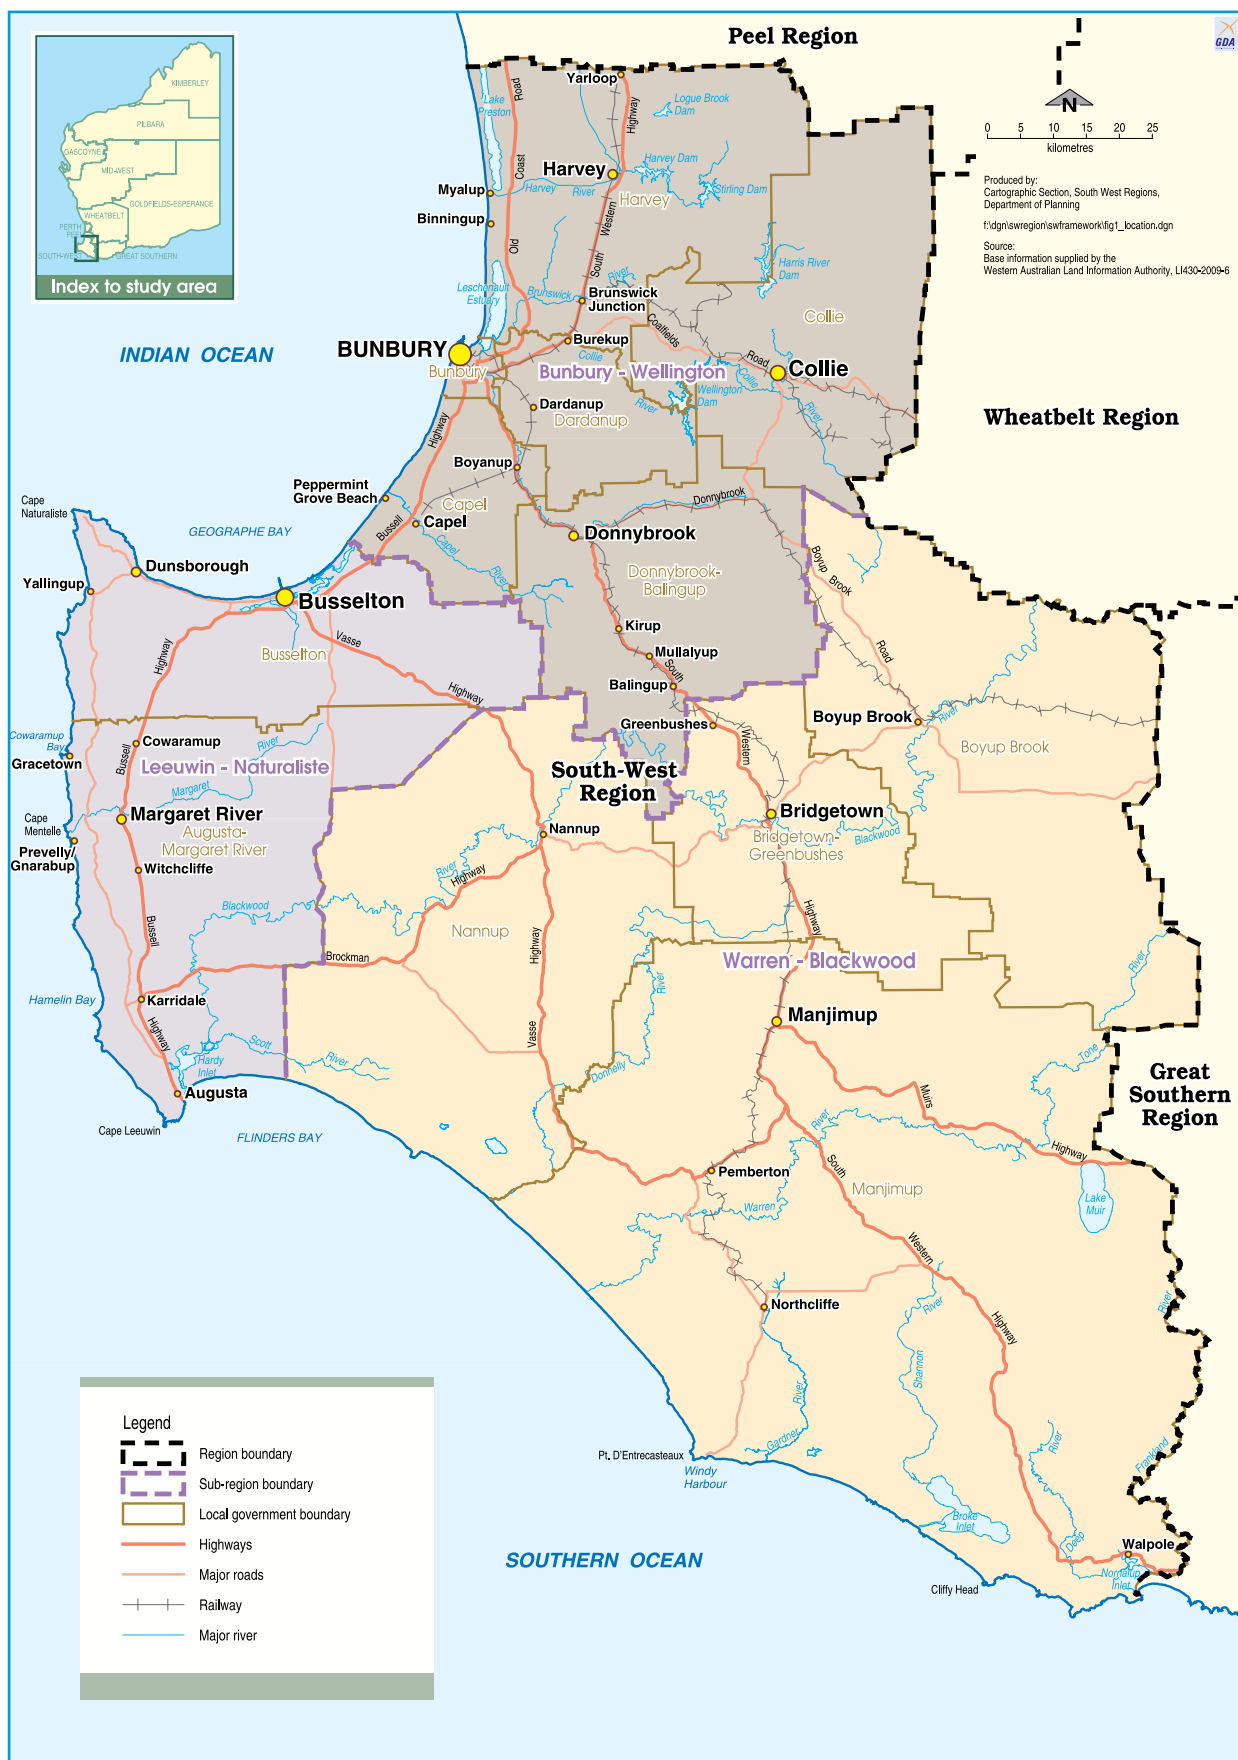 Peel Region
GDA
N
0 5 10 15 20 25
kilometres
Produced by:
Cartographic Section, South West Regions,
Department of Planning
f:\dgn\swregion\swframework\fig1_location.dgn
Source:
Base information supplied by the
Western Australian Land Information Authority, LI430-2009-6
KIMBERLEY
PILBARA
GASCOYNE
MID-WEST
GOLDFIELDS-ESPERANCE
WHEATBELT
PERTH
PEEL
SOUTH-WEST
GREAT SOUTHERN
Index to study area
Yarloop
Lake
Preston
Road
Coast
Old
Highway
Western
South
Logue Brook
Dam
Harvey
Harvey Dam
Stirling Dam
Harvey
River
Harvey
Myalup
Binningup
Harris River
Dam
Leschenault
Estuary
Brunswick
River
Brunswick
Junction
Collie
INDIAN OCEAN
BUNBURY
Bunbury
Burekup
Coalfields
Road
Collie
River
Bunbury - Wellington
Collie
Collie
River
Wellington
Dam
Dardanup
Dardanup
Wheatbelt Region
Highway
Bussell
Boyanup
Peppermint
Grove Beach
Capel
Capel
Capel
River
Donnybrook
Donnybrook
Boyup
Brook
Road
Cape
Naturaliste
GEOGRAPHE BAY
Dunsborough
Yallingup
Busselton
Busselton
Donnybrook-
Balingup
Kirup
Mullalyup
South
Balingup
Vasse
Highway
Highway
Bussell
Greenbushes
Western
Boyup Brook
River
Boyup Brook
Cowaramup
Bay
Gracetown
Cowaramup
River
Margaret
Leeuwin - Naturaliste
South-West
Region
Margaret River
Augusta-
Margaret River
Cape
Mentelle
Prevelly/
Gnarabup
Witchcliffe
Nannup
Bridgetown
Bridgetown-
Greenbushes
Blackwood
River
Highway
Blackwood
Bussell
Nannup
Highway
Highway
Brockman
Warren - Blackwood
River
River
Hamelin Bay
Karridale
Highway
Manjimup
Hardy
Inlet
Scott
River
Vasse
Donnelly
Tone
Great
Southern
Region
Augusta
Cape Leeuwin
FLINDERS BAY
Muirs
Highway
River
South
Pemberton
Manjimup
Warren
Lake
Muir
Western
Northcliffe
River
River
Highway
Shannon
River
Gardner
River
Frankland
Pt. D'Entrecasteaux
Windy
Harbour
Broke
Inlet
Deep
Walpole
Nornalup
Inlet
Cliffy Head
SOUTHERN OCEAN
Legend
Region boundary
Sub-region boundary
Local government boundary
Highways
Major roads
Railway
Major river